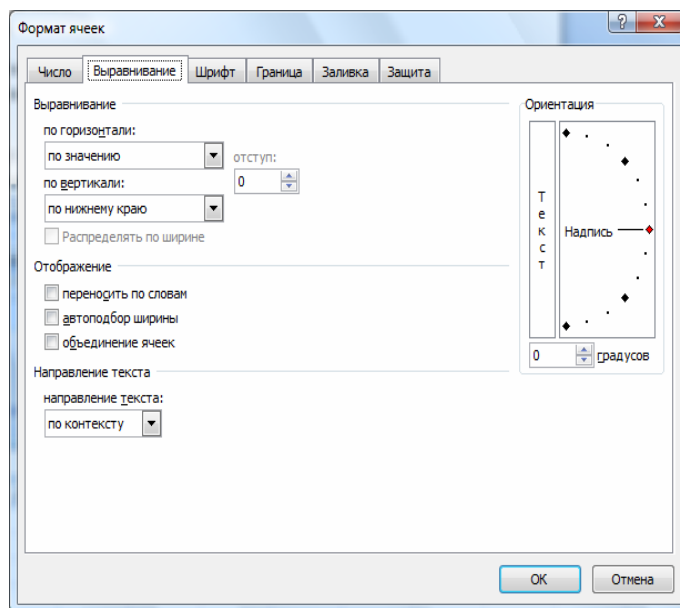 Формат ячеек
Число Выравнивание Шрифт Граница Заливка Защита
Выравнивание
по горизонтали:
по значению
отступ:
по вертикали:
0
по нижнему краю
Распределять по ширине
Отображение
переносить по словам
автоподбор ширины
объединение ячеек
Направление текста
направление текста:
по контексту
Ориентация
Текст
Надпись
0 градусов
ОК Отмена